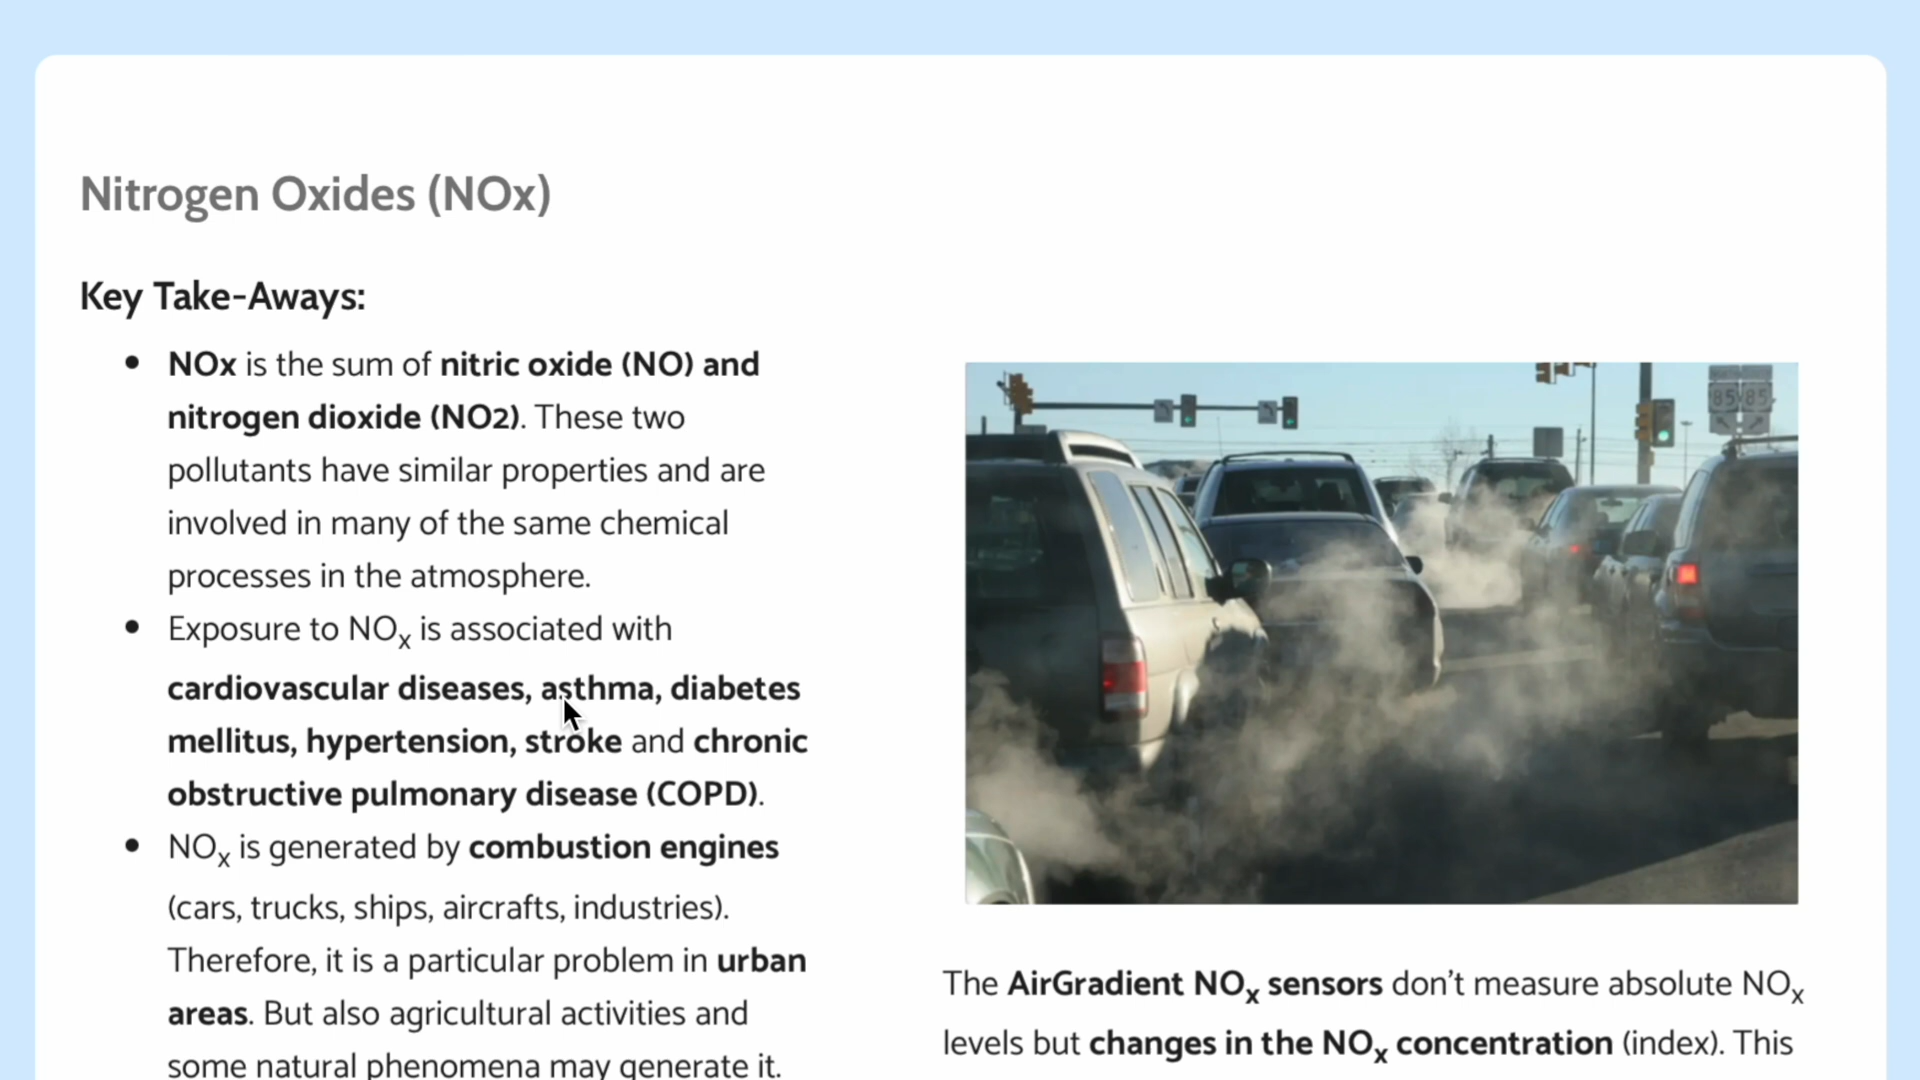 Nitrogen Oxides (NOx)
Key Take-Aways:
• NOx is the sum of nitric oxide (NO) and
nitrogen dioxide (NO2). These two
pollutants have similar properties and are
involved in many of the same chemical
processes in the atmosphere.
• Exposure to NOx is associated with
cardiovascular diseases, asthma, diabetes
mellitus, hypertension, stroke and chronic
obstructive pulmonary disease (COPD).
• NOx is generated by combustion engines
(cars, trucks, ships, aircrafts, industries).
Therefore, it is a particular problem in urban
areas. But also agricultural activities and
some natural phenomena may generate it.
85 85
The AirGradient NOx sensors don’t measure absolute NOx
levels but changes in the NOx concentration (index). This